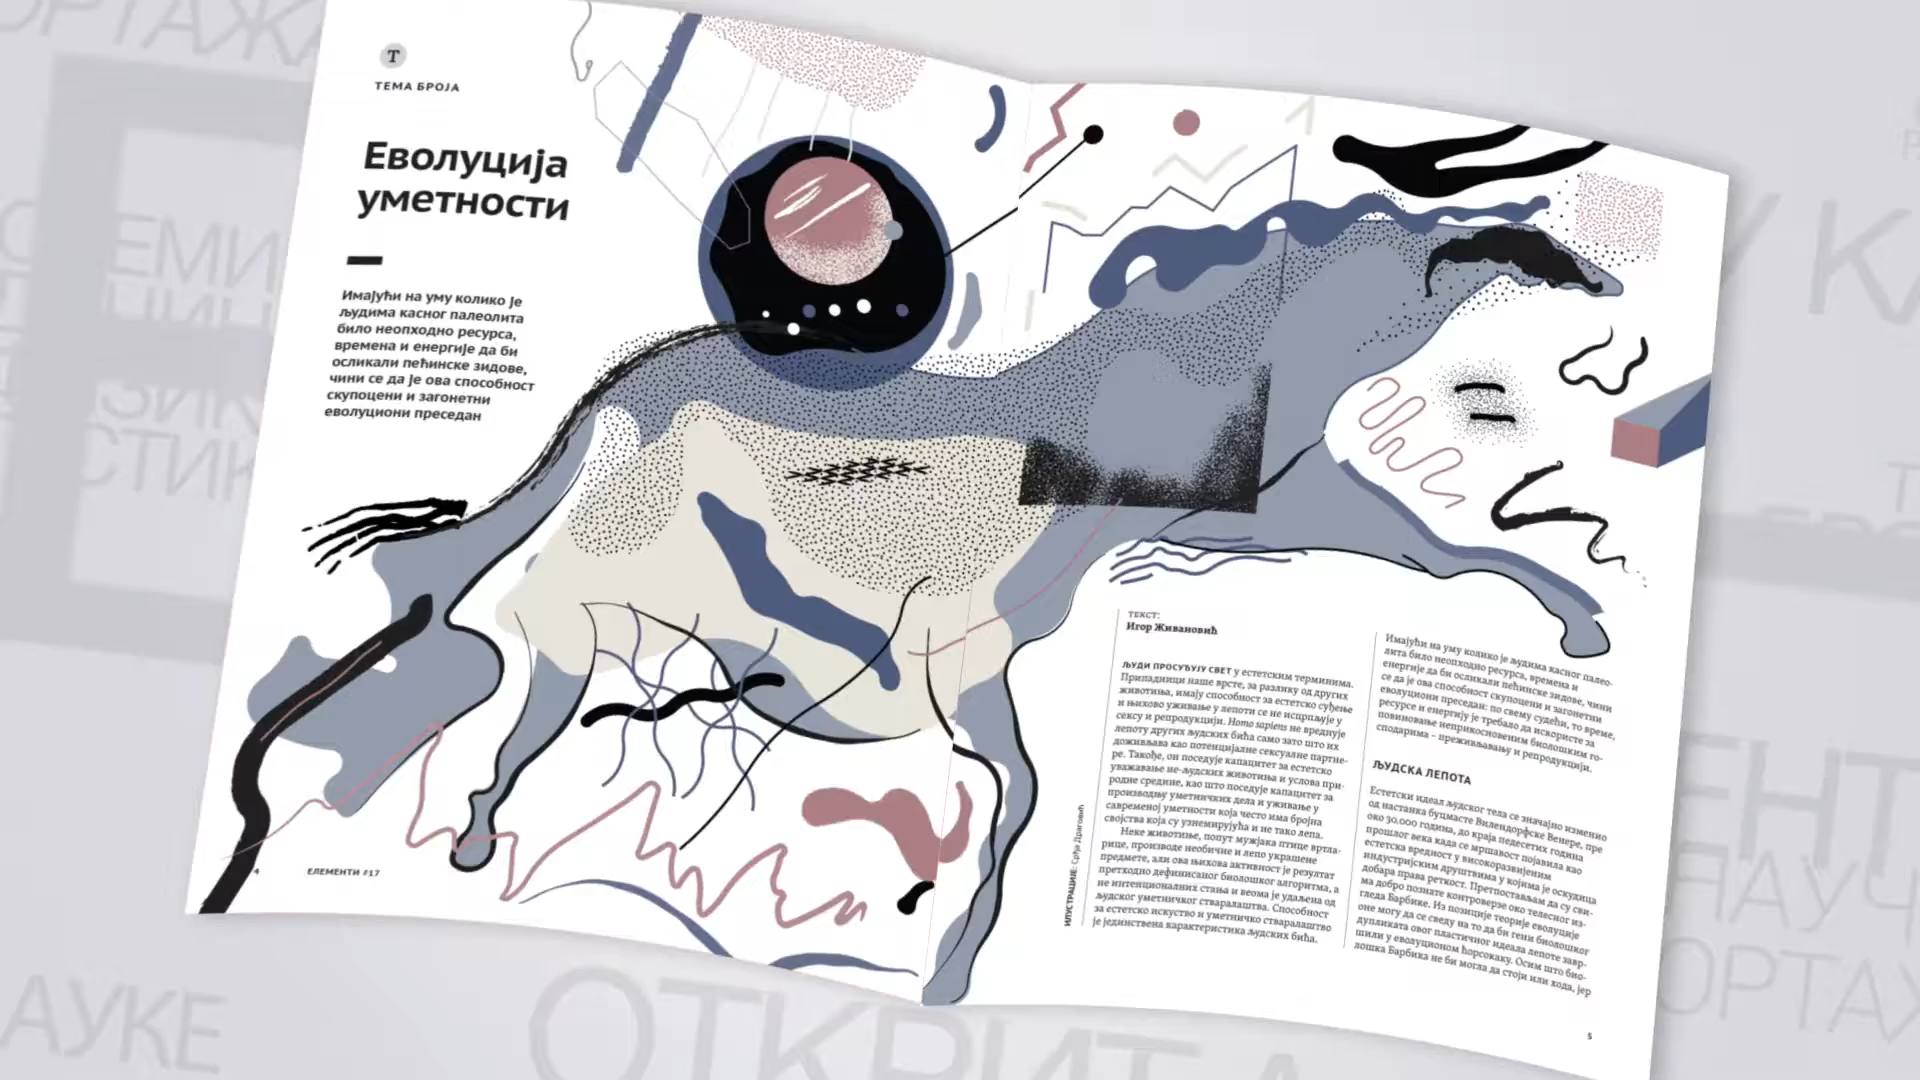 Т
ТЕМА БРОЈА
Еволуција
уметности
Имајући на уму колико је
људима касног палеолита
било неопходно ресурса,
времена и енергије да би
осликали пећинске зидове,
чини се да је ова способност
скупоцени и загонетни
еволуциони преседан
4
ЕЛЕМЕНТИ #17
ТЕКСТ:
Игор Живановић
ЉУДИ ПРОСУЂУЈУ СВЕТ у естетским терминима.
Припадници наше врсте, за разлику од других
животиња, имају способност за естетско суђење
и њихово уживање у лепоти се не исцрпљује у
сексу и репродукцији. Homo sapiens не вреднује
лепоту других људских бића само зато што их
доживљава као потенцијалне сексуалне партне-
ре. Такође, он поседује капацитет за естетско
уважавање не-људских животиња и услова при-
родне средине, као што поседује капацитет за
производњу уметничких дела и уживање у
савременој уметности која често има бројна
својства која су узнемирујућа и не тако лепа.
Неке животиње, попут мужјака птице вртла-
рице, производе необичне и лепо украшене
предмете, али ова њихова активност је резултат
претходно дефинисаног биолошког алгоритма, а
не интенционалних стања и веома је удаљена од
људског уметничког стваралаштва. Способност
за естетско искуство и уметничко стваралаштво
је јединствена карактеристика људских бића.
ИЛУСТРАЦИЈЕ: Срђа Драговић
Имајући на уму колико је људима касног палео-
лита било неопходно ресурса, времена и
енергије да би осликали пећинске зидове, чини
се да је ова способност скупоцени и загонетни
еволуциони преседан: по свему судећи, то време,
ресурсе и енергију је требало да искористе за
повиновање неприкосновеним биолошким го-
сподарима – преживљавању и репродукцији.
ЉУДСКА ЛЕПОТА
Естетски идеал људског тела се значајно изменио
од настанка буцмасте Вилендорфске Венере, пре
око 30.000 година, до краја педесетих година
прошлог века када се мршавост појавила као
естетска вредност у високоразвијеним
индустријским друштвима у којима је оскудица
добара права реткост. Претпостављам да су сви-
ма добро познате контроверзе око телесног из-
гледа Барбике. Из позиције теорије еволуције
оне могу да се сведу на то да би гени биолошког
дупликата овог пластичног идеала лепоте завр-
шили у еволуционом ћорсокаку. Осим што био-
лошка Барбика не би могла да стоји или хода, јер
5
АУКЕ